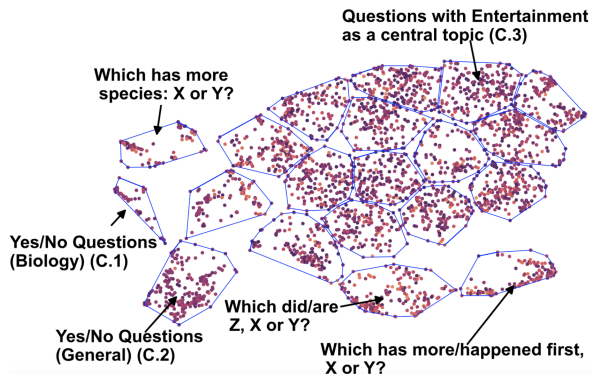 Questions with Entertainment
as a central topic (C.3)
Which has more
species: X or Y?
Yes/No Questions
(Biology) (C.1)
Yes/No Questions
(General) (C.2)
Which did/are
Z, X or Y?
Which has more/happened first,
X or Y?